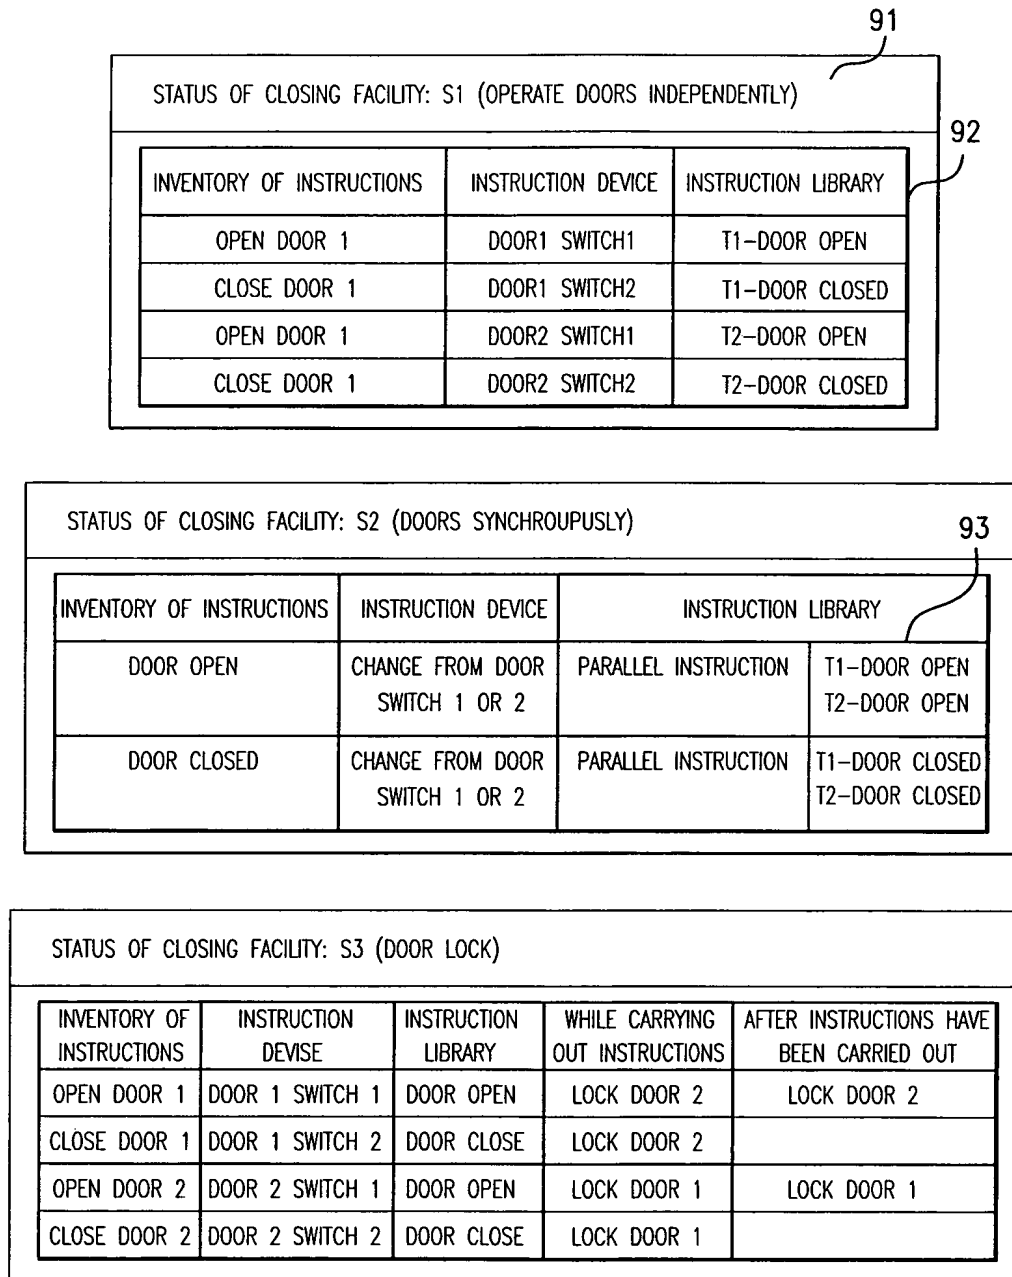 91
STATUS OF CLOSING FACILITY: S1 (OPERATE DOORS INDEPENDENTLY)
92
INVENTORY OF INSTRUCTIONS INSTRUCTION DEVICE INSTRUCTION LIBRARY
OPEN DOOR 1 DOOR1 SWITCH1 T1-DOOR OPEN
CLOSE DOOR 1 DOOR1 SWITCH2 T1-DOOR CLOSED
OPEN DOOR 1 DOOR2 SWITCH1 T2-DOOR OPEN
CLOSE DOOR 1 DOOR2 SWITCH2 T2-DOOR CLOSED
STATUS OF CLOSING FACILITY: S2 (DOORS SYNCHROUPUSLY)
93
INVENTORY OF INSTRUCTIONS INSTRUCTION DEVICE INSTRUCTION LIBRARY
DOOR OPEN CHANGE FROM DOOR PARALLEL INSTRUCTION T1-DOOR OPEN
SWITCH 1 OR 2 T2-DOOR OPEN
DOOR CLOSED CHANGE FROM DOOR PARALLEL INSTRUCTION T1-DOOR CLOSED
SWITCH 1 OR 2 T2-DOOR CLOSED
STATUS OF CLOSING FACILITY: S3 (DOOR LOCK)
INVENTORY OF INSTRUCTION INSTRUCTION WHILE CARRYING AFTER INSTRUCTIONS HAVE
INSTRUCTIONS DEVISE LIBRARY OUT INSTRUCTIONS BEEN CARRIED OUT
OPEN DOOR 1 DOOR 1 SWITCH 1 DOOR OPEN LOCK DOOR 2 LOCK DOOR 2
CLOSE DOOR 1 DOOR 1 SWITCH 2 DOOR CLOSE LOCK DOOR 2
OPEN DOOR 2 DOOR 2 SWITCH 1 DOOR OPEN LOCK DOOR 1 LOCK DOOR 1
CLOSE DOOR 2 DOOR 2 SWITCH 2 DOOR CLOSE LOCK DOOR 1